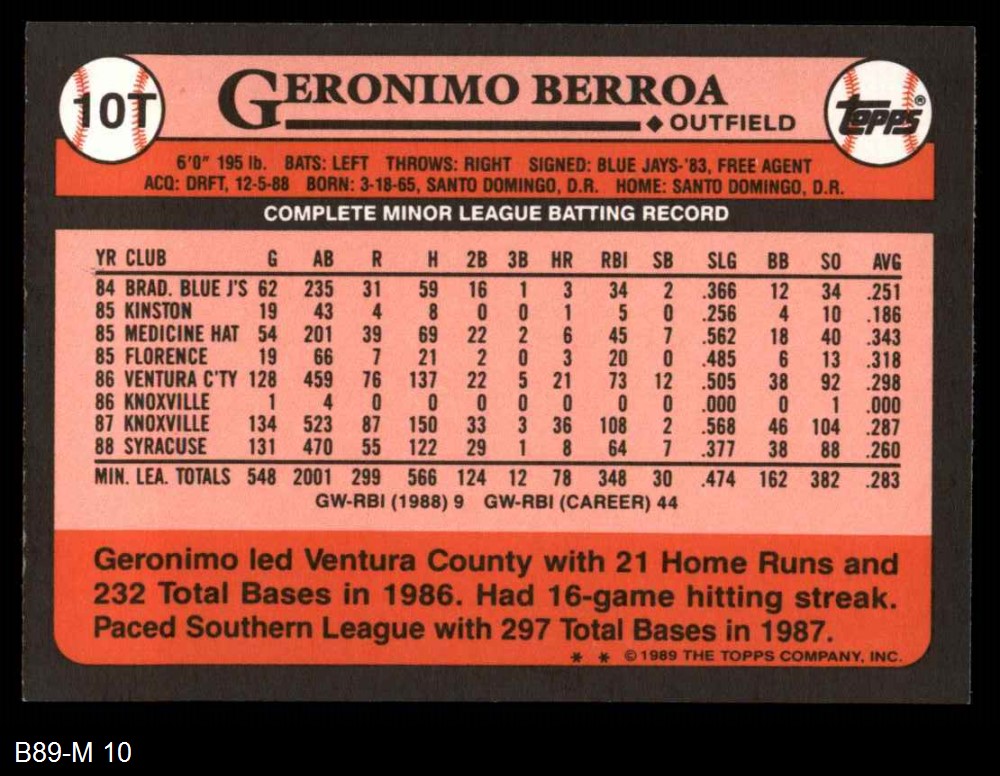 10T
GERONIMO BERROA
TOPPS®
OUTFIELD
6'0" 195 lb. BATS: LEFT THROWS: RIGHT SIGNED: BLUE JAYS-'83, FREE AGENT
ACQ: DRFT, 12-5-88 BORN: 3-18-65, SANTO DOMINGO, D.R. HOME: SANTO DOMINGO, D.R.
COMPLETE MINOR LEAGUE BATTING RECORD
YR CLUB G AB R H 2B 3B HR RBI SB SLG BB SO AVG
84 BRAD. BLUE J'S 62 235 31 59 16 1 3 34 2 .366 12 34 .251
85 KINSTON 19 43 4 8 0 0 1 5 0 .256 4 10 .186
85 MEDICINE HAT 54 201 39 69 22 2 6 45 7 .562 18 40 .343
85 FLORENCE 19 66 7 21 2 0 3 20 0 .485 6 13 .318
86 VENTURA C'TY 128 459 76 137 22 5 21 73 12 .505 38 92 .298
86 KNOXVILLE 1 4 0 0 0 0 0 0 0 .000 0 1 .000
87 KNOXVILLE 134 523 87 150 33 3 36 108 2 .568 46 104 .287
88 SYRACUSE 131 470 55 122 29 1 8 64 7 .377 38 88 .260
MIN. LEA. TOTALS 548 2001 299 566 124 12 78 348 30 .474 162 382 .283
GW-RBI (1988) 9 GW-RBI (CAREER) 44
Geronimo led Ventura County with 21 Home Runs and
232 Total Bases in 1986. Had 16-game hitting streak.
Paced Southern League with 297 Total Bases in 1987.
* * ©1989 THE TOPPS COMPANY, INC.
B89-M 10